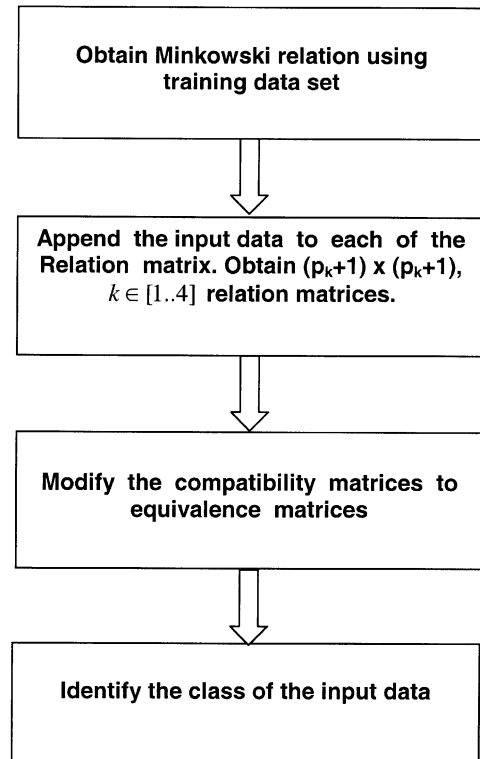 Obtain Minkowski relation using
training data set
Append the input data to each of the
Relation matrix. Obtain (pₖ+1) x (pₖ+1),
k ∈ [1..4] relation matrices.
Modify the compatibility matrices to
equivalence matrices
Identify the class of the input data